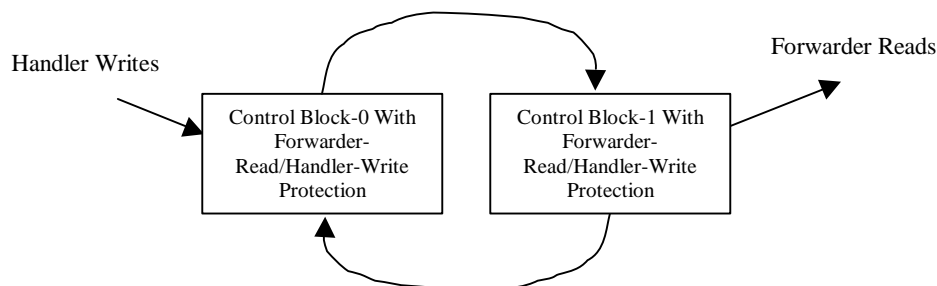 Forwarder Reads
Handler Writes
Control Block-0 With
Forwarder-
Read/Handler-Write
Protection
Control Block-1 With
Forwarder-
Read/Handler-Write
Protection